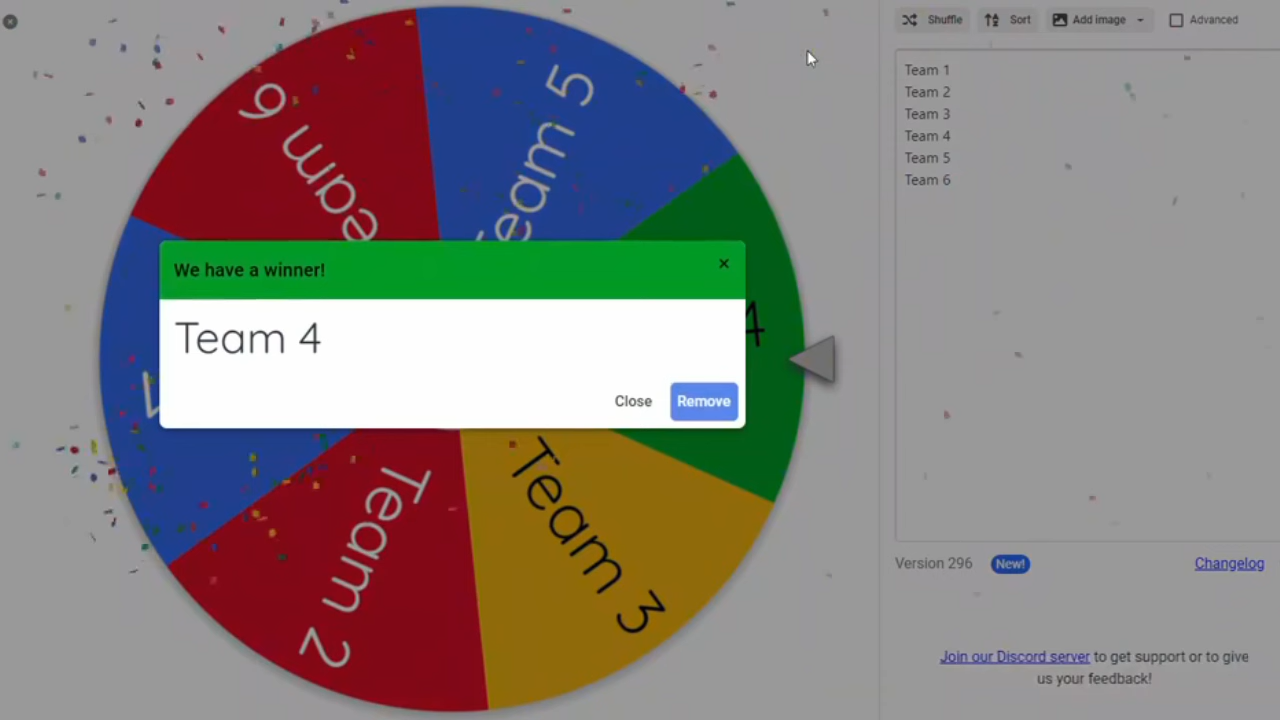 Shuffle
Sort
Add image
Advanced
Team 1
Team 2
Team 3
Team 4
Team 5
Team 6
Team 6
Team 5
We have a winner!
Team 4
Close
Remove
4
1
Team 2
Team 3
Version 296
New!
Changelog
Join our Discord server to get support or to give
us your feedback!